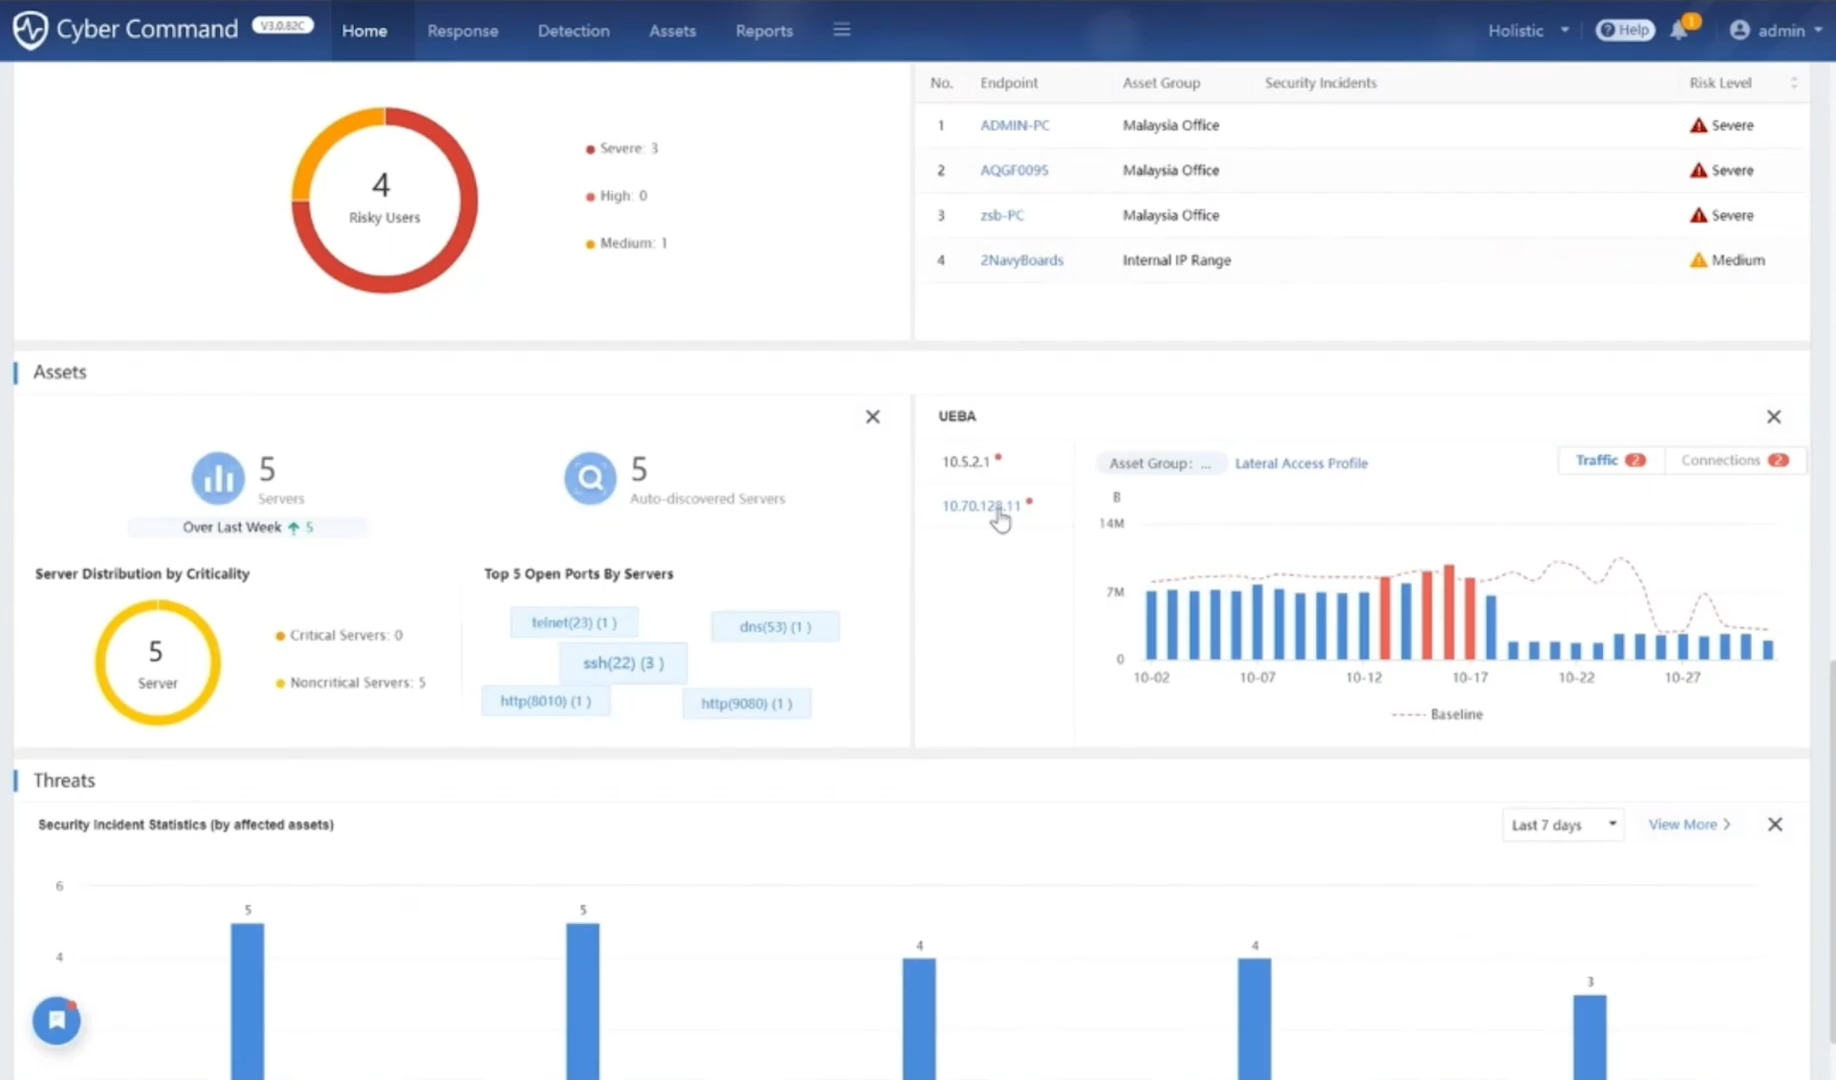 Cyber Command V3.0.82C Home Response Detection Assets Reports Holistic ? Help 1 admin
No. Endpoint Asset Group Security Incidents Risk Level
1 ADMIN-PC Malaysia Office Severe
2 AQGF0095 Malaysia Office Severe
3 zsb-PC Malaysia Office Severe
4 2NavyBoards Internal IP Range Medium
4
Risky Users
Severe: 3
High: 0
Medium: 1
Assets
5
Servers
Over Last Week 5
5
Auto-discovered Servers
Server Distribution by Criticality
5
Server
Critical Servers: 0
Noncritical Servers: 5
Top 5 Open Ports By Servers
telnet(23) (1 )
dns(53) (1 )
ssh(22) (3 )
http(8010) (1 )
http(9080) (1 )
UEBA
10.5.2.1
10.70.128.11
Asset Group: ... Lateral Access Profile
Traffic 2 Connections 2
B
14M
7M
0
10-02 10-07 10-12 10-17 10-22 10-27
Baseline
Threats
Security Incident Statistics (by affected assets)
Last 7 days View More
6
4
5 5 4 4 3